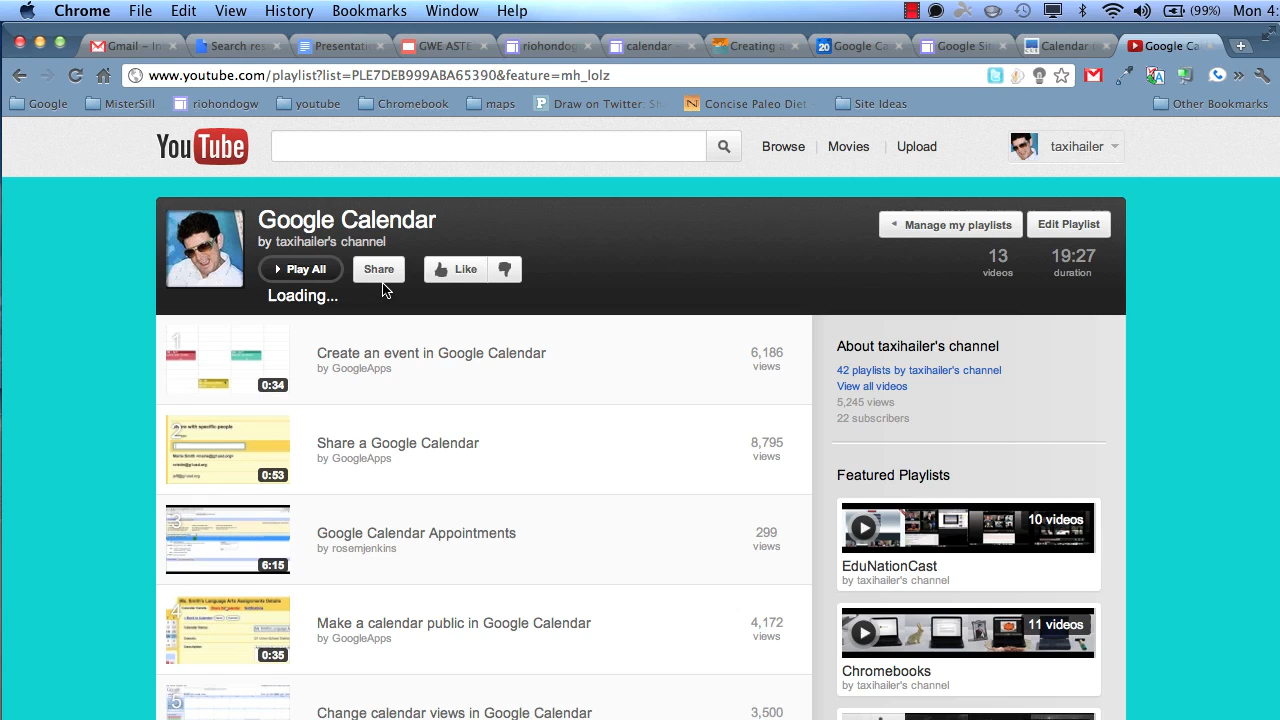 Chrome File Edit View History Bookmarks Window Help (99%) Mon 4:
Gmail – In Search res Presentati GWE ASTE riohondog calendar – Creating a 20 Google Ca Google Sit Calendar Google Ca
www.youtube.com/playlist?list=PLE7DEB999ABA65390&feature=mh_lolz
Google MisterSill riohondogw youtube Chromebook maps Draw on Twitter: Sh Concise Paleo Diet Site Ideas Other Bookmarks
YouTube Browse Movies Upload taxihailer
Google Calendar
by taxihailer's channel
Play All Share Like
Loading...
Manage my playlists Edit Playlist
13 19:27
videos duration
Create an event in Google Calendar
by GoogleApps
6,186
views
0:34
Share a Google Calendar
by GoogleApps
8,795
views
0:53
Google Calendar Appointments
by rosemjenkins
299
views
6:15
Make a calendar public in Google Calendar
by GoogleApps
4,172
views
0:35
Change calendar views in Google Calendar
3,500
About taxihailer's channel
42 playlists by taxihailer's channel
View all videos
5,245 views
22 subscribers
Featured Playlists
10 videos
EduNationCast
by taxihailer's channel
11 videos
Chromebooks
by taxihailer's channel